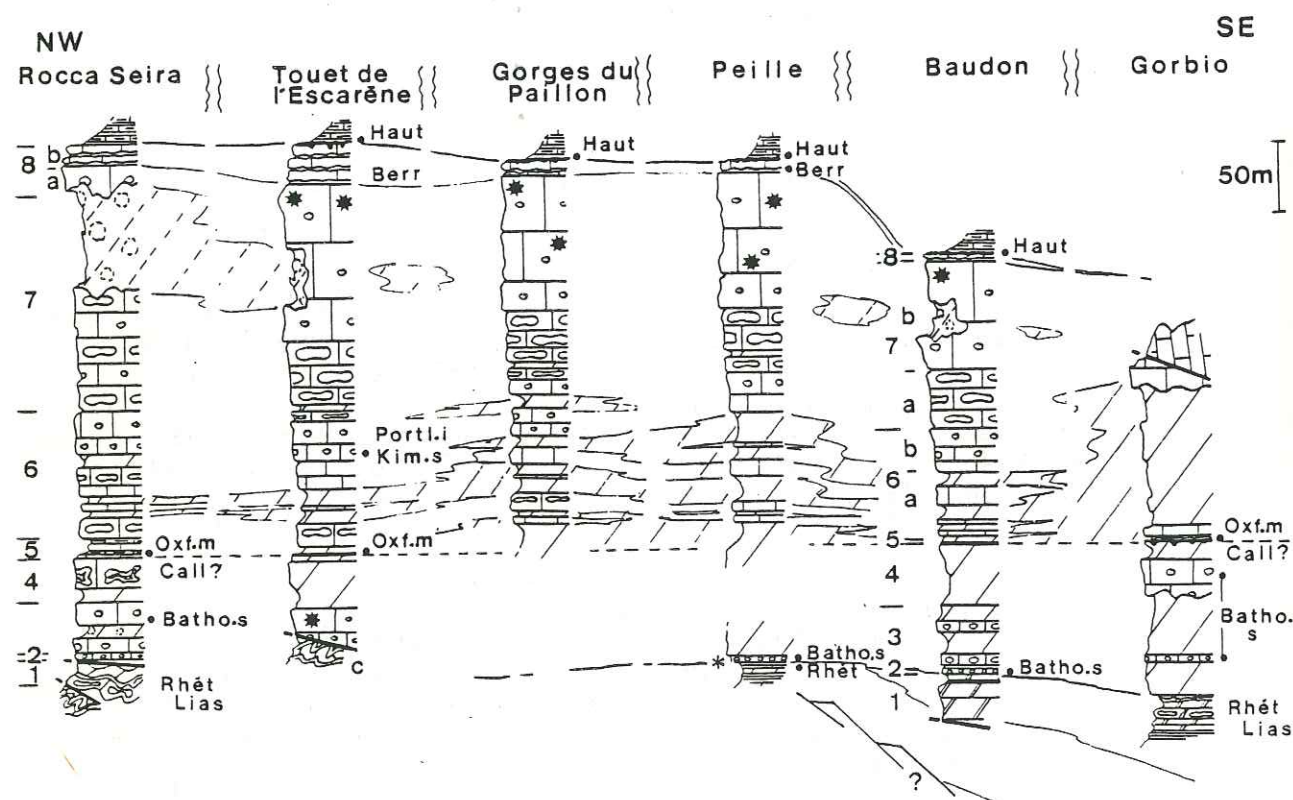 NW
SE
Rocca Seira
Touet de
l'Escarēne
Gorges du
Paillon
Peille
Baudon
Gorbio
50m
Haut
Haut
Haut
Haut
Berr
Berr
8
b
a
7
6
5
4
2
1
Portl.i
Kim.s
Oxf.m
Call?
Batho.s
Rhét
Lias
Oxf.m
C
*
Batho.s
Rhét
8
b
7
a
b
6
a
5
4
3
2
1
Batho.s
?
Oxf.m
Call?
Batho.
s
Rhét
Lias